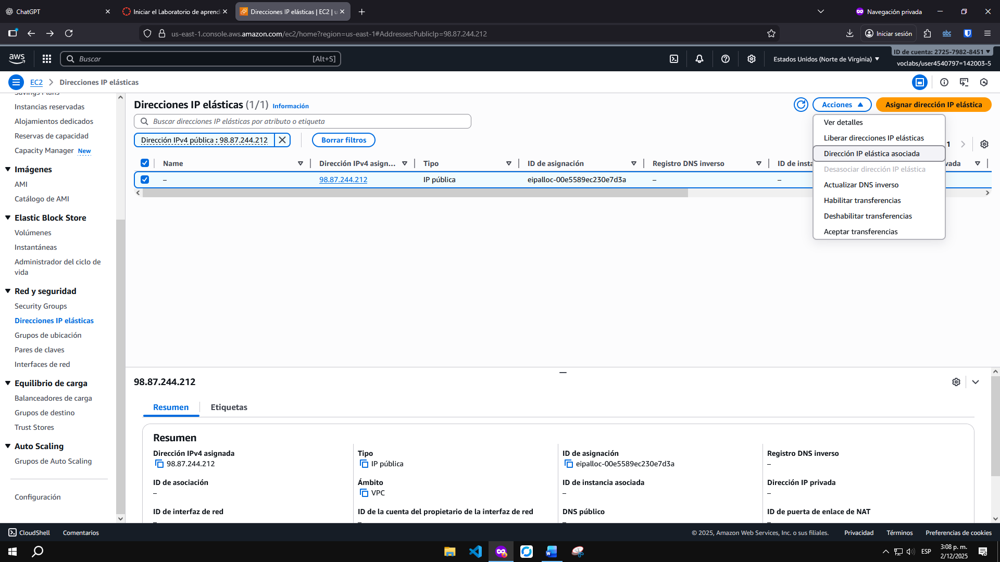 ChatGPT
Iniciar el Laboratorio de aprend
Direcciones IP elásticas | EC2 | u
Navegación privada
us-east-1.console.aws.amazon.com/ec2/home?region=us-east-1#Addresses:PublicIp=98.87.244.212
Iniciar sesión
abc
aws
Buscar
[Alt+S]
Estados Unidos (Norte de Virginia)
ID de cuenta: 2725-7982-8451
voclabs/user4540797=142003-5
EC2
Direcciones IP elásticas
Savings Plans
Instancias reservadas
Alojamientos dedicados
Reservas de capacidad
Capacity Manager New
Imágenes
AMI
Catálogo de AMI
Elastic Block Store
Volúmenes
Instantáneas
Administrador del ciclo de
vida
Red y seguridad
Security Groups
Direcciones IP elásticas
Grupos de ubicación
Pares de claves
Interfaces de red
Equilibrio de carga
Balanceadores de carga
Grupos de destino
Trust Stores
Auto Scaling
Grupos de Auto Scaling
Configuración
Direcciones IP elásticas (1/1) Información
Acciones
Asignar dirección IP elástica
Buscar direcciones IP elásticas por atributo o etiqueta
Dirección IPv4 pública : 98.87.244.212
Borrar filtros
1
Ver detalles
Liberar direcciones IP elásticas
Dirección IP elástica asociada
Desasociar dirección IP elástica
Actualizar DNS inverso
Habilitar transferencias
Deshabilitar transferencias
Aceptar transferencias
Name
Dirección IPv4 asign...
Tipo
ID de asignación
Registro DNS inverso
ID de insta
vada
–
98.87.244.212
IP pública
eipalloc-00e5589ec230e7d3a
–
–
98.87.244.212
Resumen
Etiquetas
Resumen
Dirección IPv4 asignada
98.87.244.212
Tipo
IP pública
ID de asignación
eipalloc-00e5589ec230e7d3a
Registro DNS inverso
–
ID de asociación
–
Ámbito
VPC
ID de instancia asociada
–
Dirección IP privada
–
ID de interfaz de red
–
ID de la cuenta del propietario de la interfaz de red
–
DNS público
–
ID de puerta de enlace de NAT
–
CloudShell
Comentarios
© 2025, Amazon Web Services, Inc. o sus filiales.
Privacidad
Términos
Preferencias de cookies
ESP
3:08 p. m.
2/12/2025